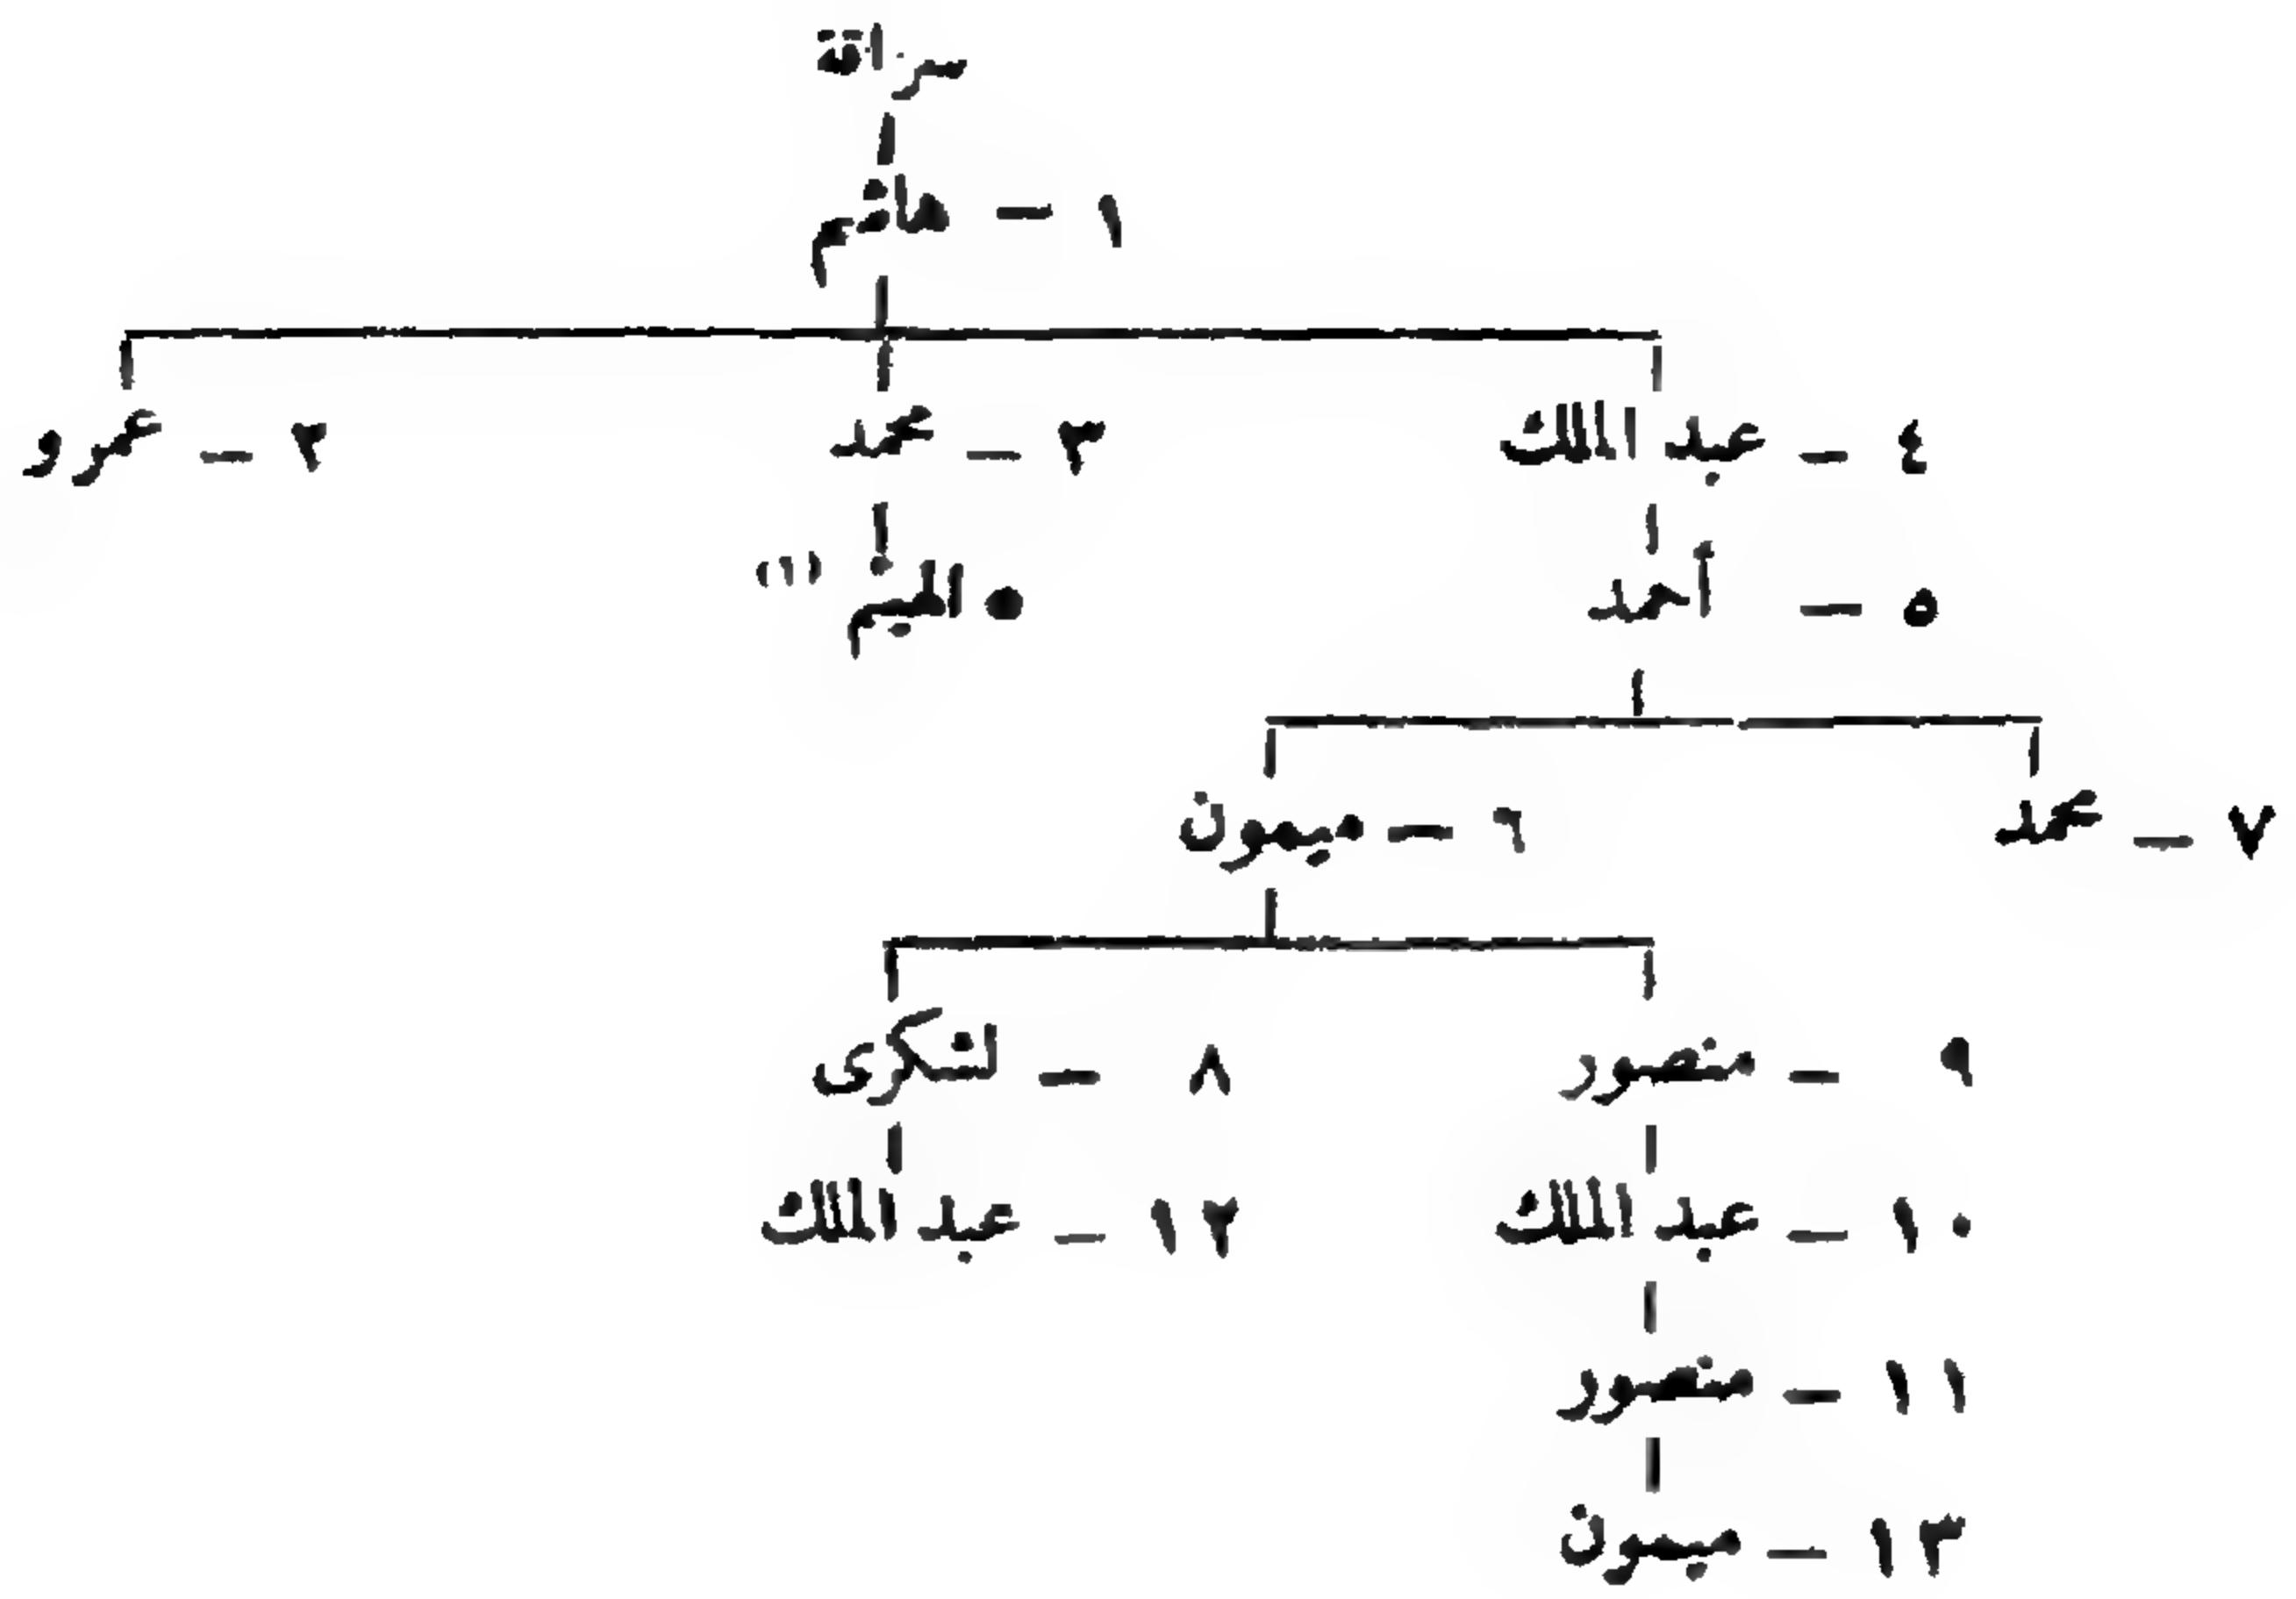 سراقة
١ – هاشم
٤ – عبد الملك ٣ – محمد ٢ – عمرو
٥ – أحمد ● الهيثم (١)
٧ – محمد ٦ – ميمون
٩ – منصور ٨ – لشكرى
١٠ – عبد الملك ١٢ – عبد الملك
١١ – منصور
١٣ – ميمون